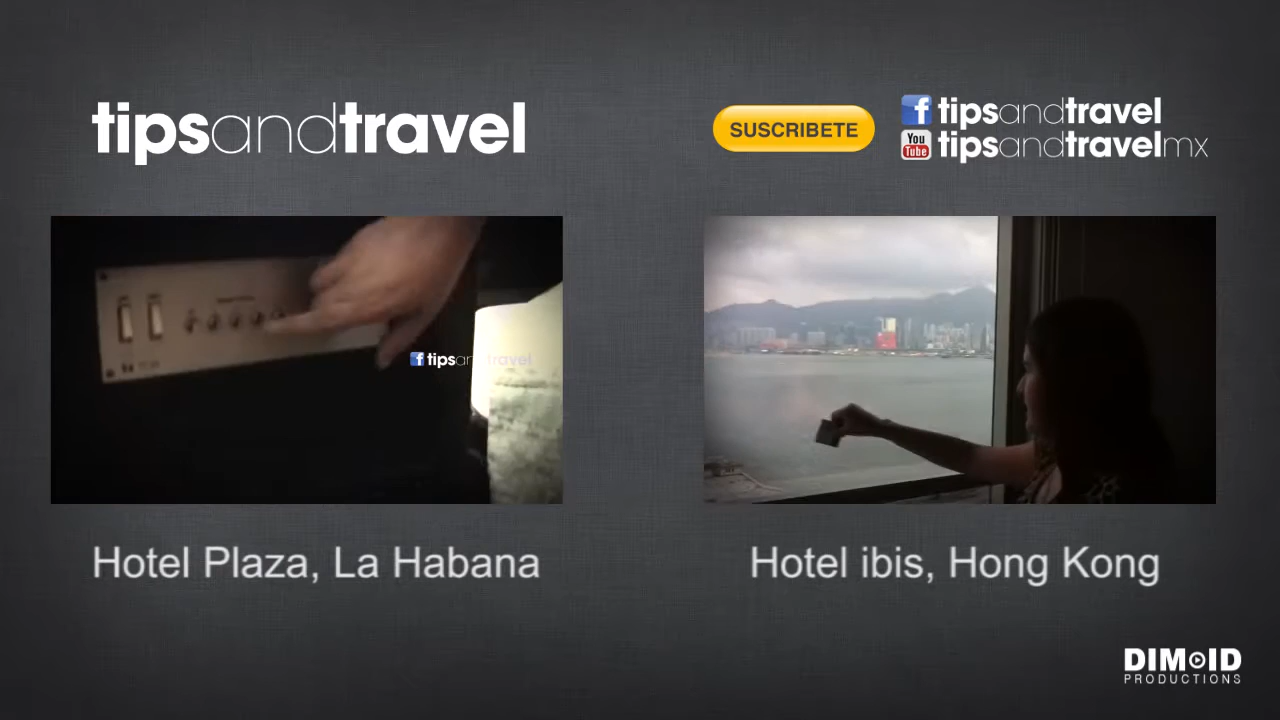 tipsandtravel
SUSCRIBETE
tipsandtravel
You
Tube
tipsandtravelmx
tipsandtravel
Hotel Plaza, La Habana
Hotel ibis, Hong Kong
DIMOID
PRODUCTIONS